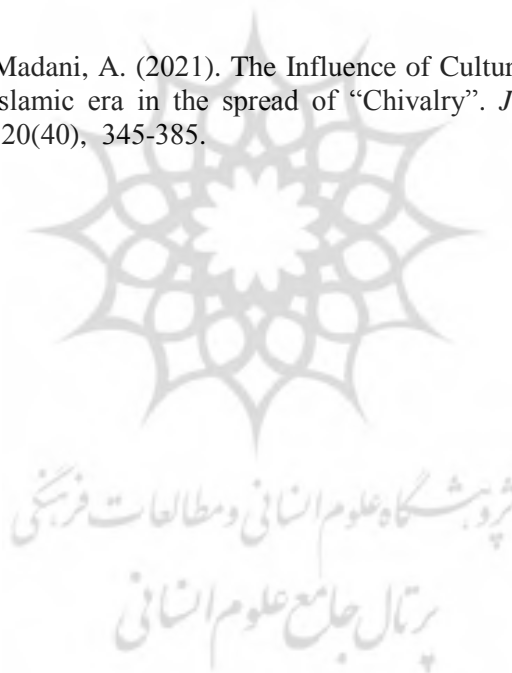 Madani, A. (2021). The Influence of Cultur
slamic era in the spread of “Chivalry”. J
20(40), 345-385.
پژوهشگاه علوم انسانی و مطالعات فرهنگی
پرتال جامع علوم انسانی